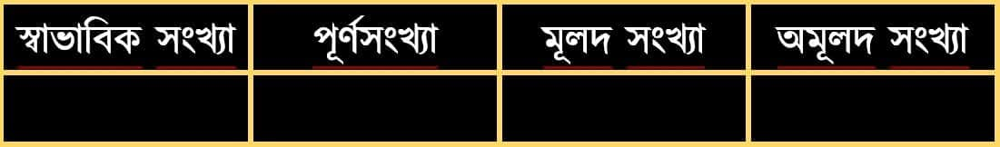 স্বাভাবিক সংখ্যা
পূর্ণসংখ্যা
মূলদ সংখ্যা
অমূলদ সংখ্যা